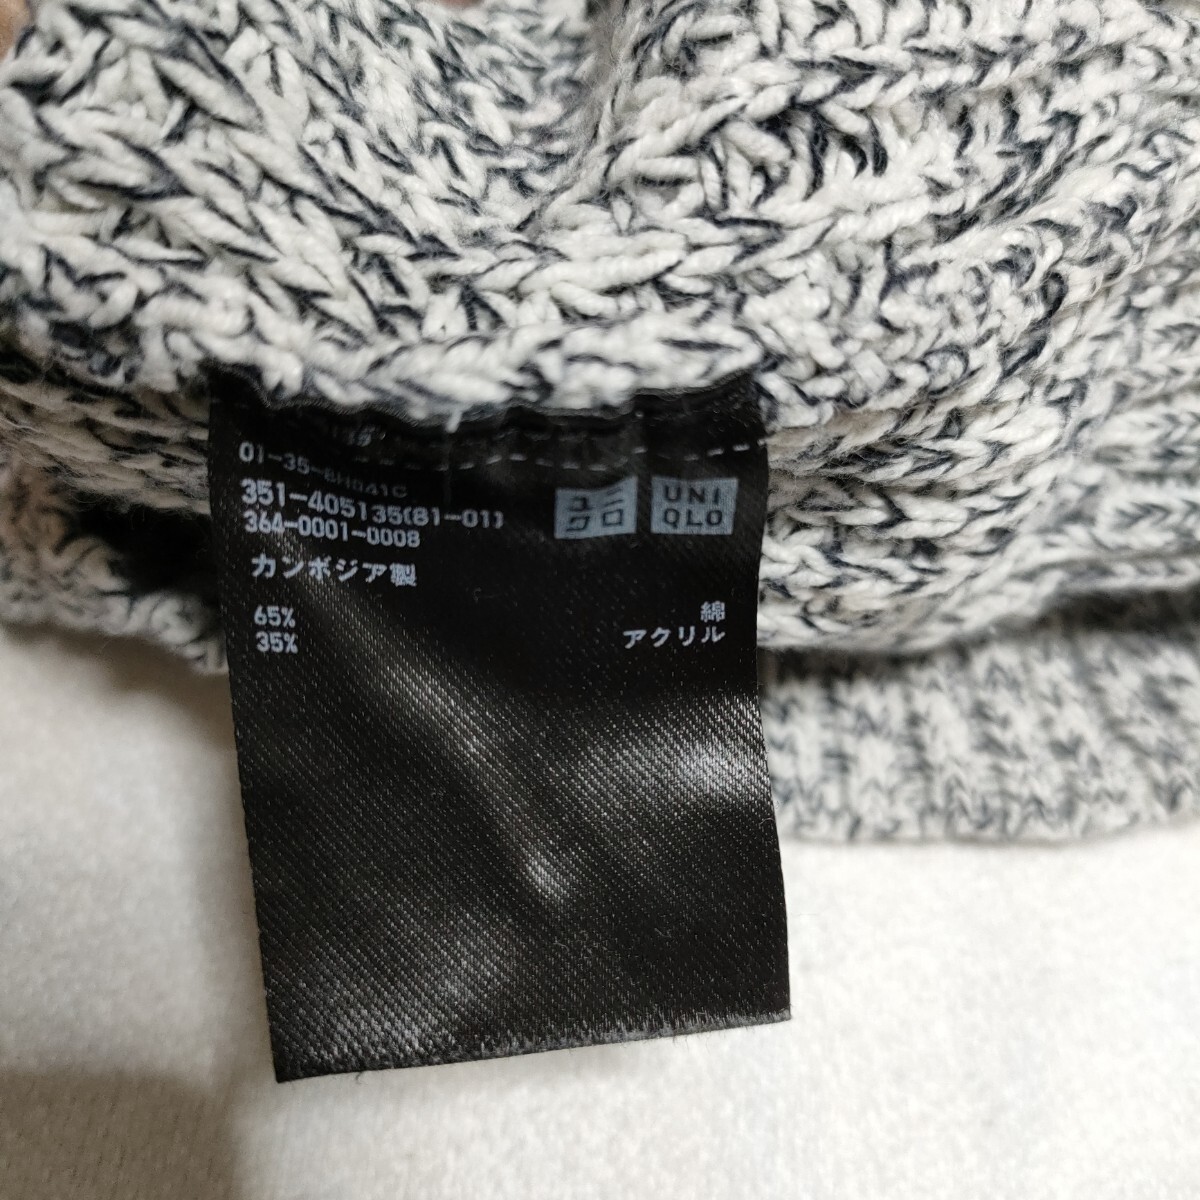 01-35-8H041C
351-405135(81-01)
364-0001-0008
ユニ
クロ
UNI
QLO
カンボジア製
65% 綿
35% アクリル